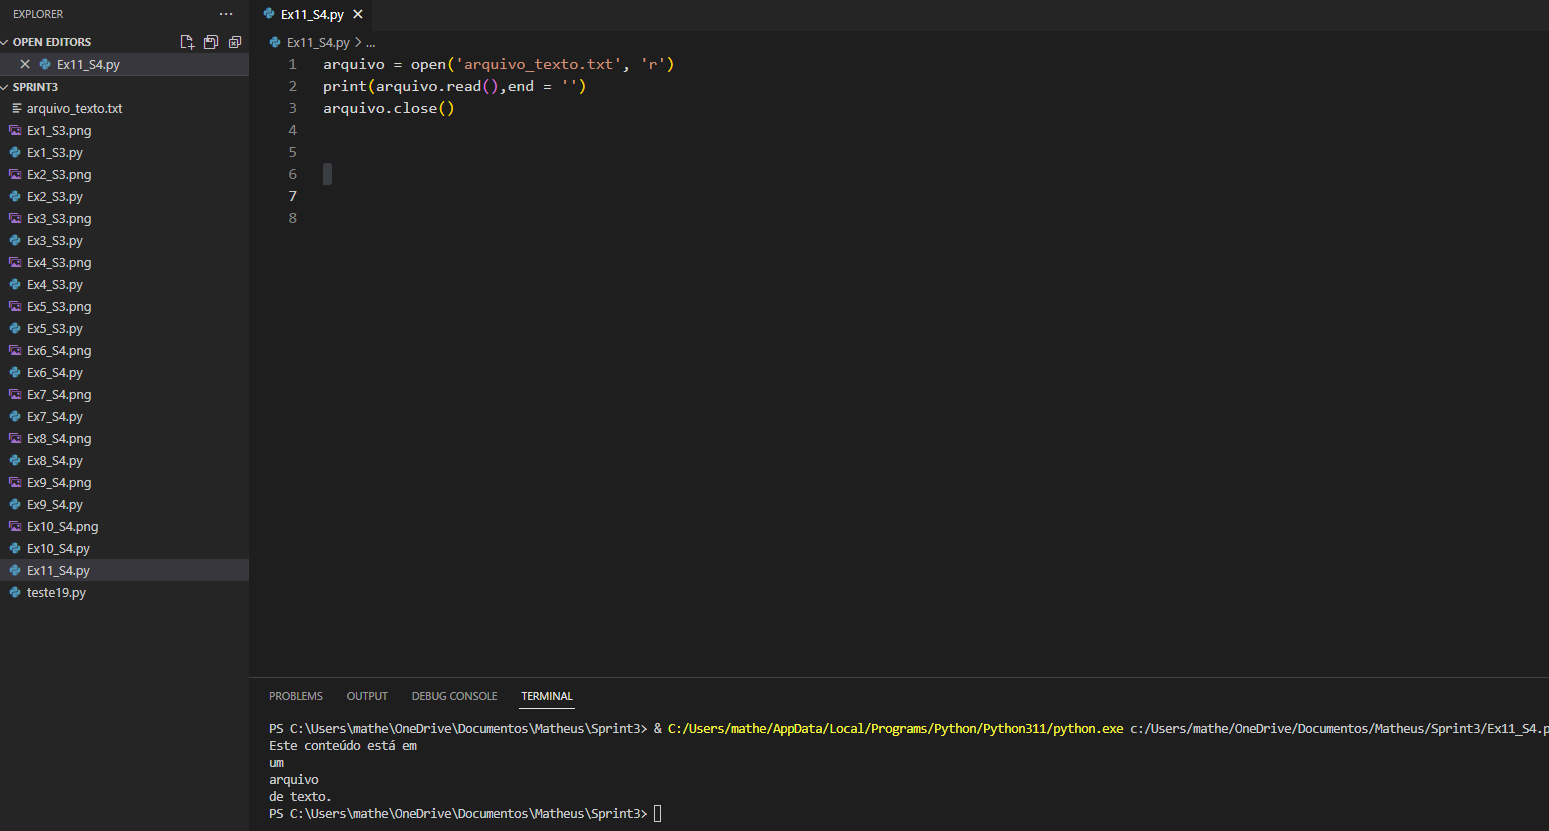 EXPLORER
OPEN EDITORS
Ex11_S4.py
SPRINT3
arquivo_texto.txt
Ex1_S3.png
Ex1_S3.py
Ex2_S3.png
Ex2_S3.py
Ex3_S3.png
Ex3_S3.py
Ex4_S3.png
Ex4_S3.py
Ex5_S3.png
Ex5_S3.py
Ex6_S4.png
Ex6_S4.py
Ex7_S4.png
Ex7_S4.py
Ex8_S4.png
Ex8_S4.py
Ex9_S4.png
Ex9_S4.py
Ex10_S4.png
Ex10_S4.py
Ex11_S4.py
teste19.py
Ex11_S4.py
Ex11_S4.py > ...
1 arquivo = open('arquivo_texto.txt', 'r')
2 print(arquivo.read(),end = '')
3 arquivo.close()
4
5
6
7
8
PROBLEMS OUTPUT DEBUG CONSOLE TERMINAL
PS C:\Users\mathe\OneDrive\Documentos\Matheus\Sprint3> & C:/Users/mathe/AppData/Local/Programs/Python/Python311/python.exe c:/Users/mathe/OneDrive/Documentos/Matheus/Sprint3/Ex11_S4.p
Este conteúdo está em
um
arquivo
de texto.
PS C:\Users\mathe\OneDrive\Documentos\Matheus\Sprint3>